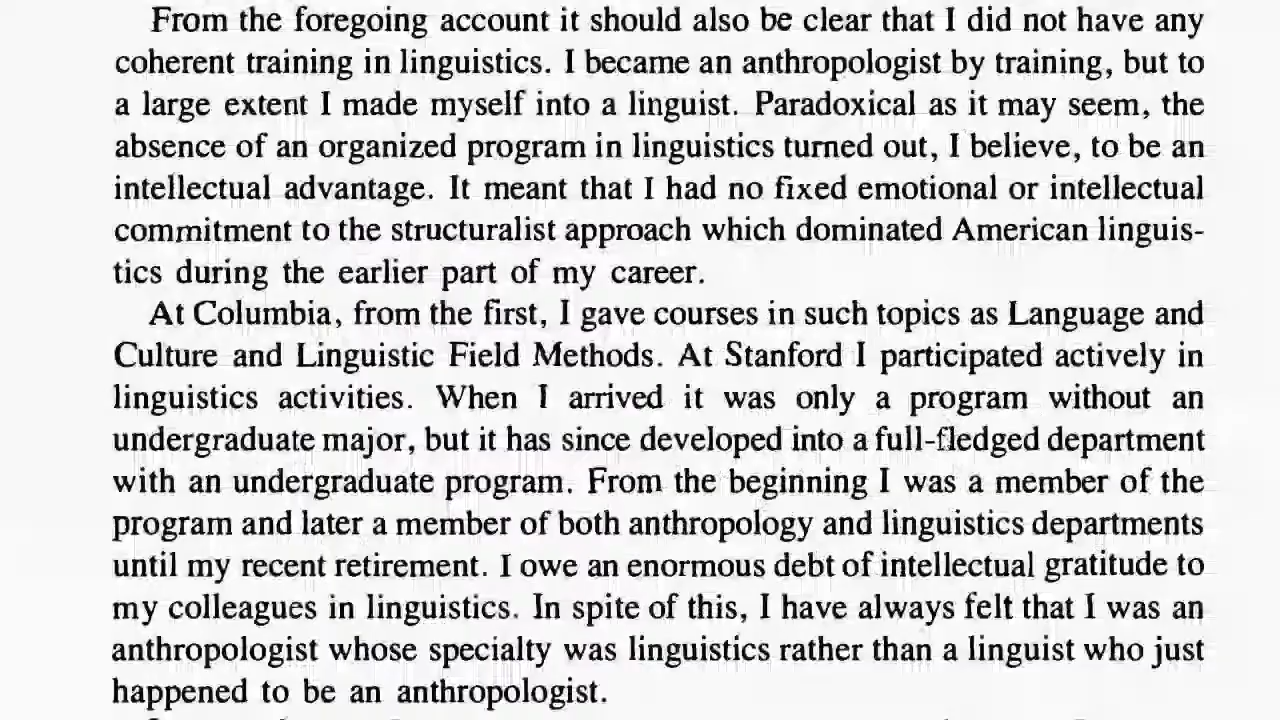 From the foregoing account it should also be clear that I did not have any
coherent training in linguistics. I became an anthropologist by training, but to
a large extent I made myself into a linguist. Paradoxical as it may seem, the
absence of an organized program in linguistics turned out, I believe, to be an
intellectual advantage. It meant that I had no fixed emotional or intellectual
commitment to the structuralist approach which dominated American linguis-
tics during the earlier part of my career.
At Columbia, from the first, I gave courses in such topics as Language and
Culture and Linguistic Field Methods. At Stanford I participated actively in
linguistics activities. When I arrived it was only a program without an
undergraduate major, but it has since developed into a full-fledged department
with an undergraduate program. From the beginning I was a member of the
program and later a member of both anthropology and linguistics departments
until my recent retirement. I owe an enormous debt of intellectual gratitude to
my colleagues in linguistics. In spite of this, I have always felt that I was an
anthropologist whose specialty was linguistics rather than a linguist who just
happened to be an anthropologist.